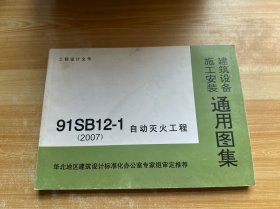 工程设计文件
91SB12-1 自动灭火工程
(2007)
华北地区建筑设计标准化办公室专家组审定推荐
建筑设备
施工安装
通用图集